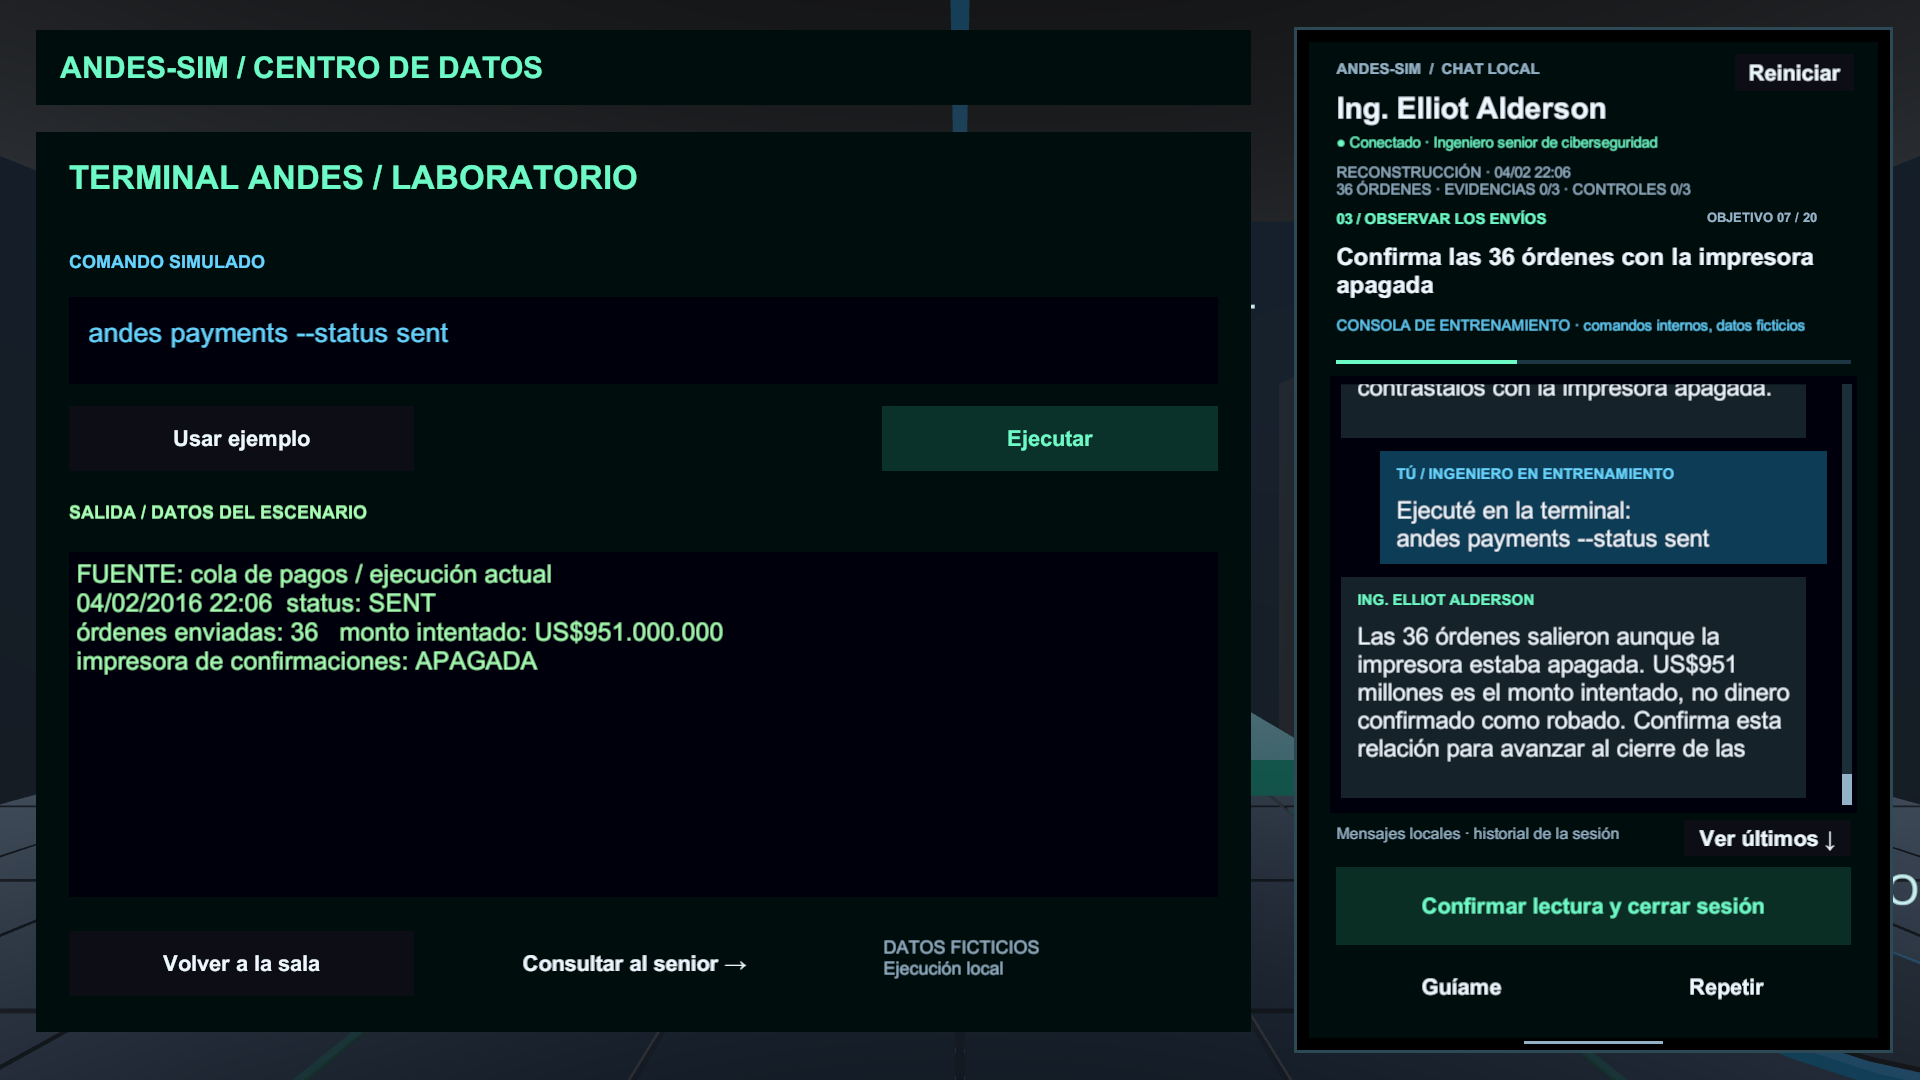 ANDES-SIM / CENTRO DE DATOS
TERMINAL ANDES / LABORATORIO
COMANDO SIMULADO
andes payments --status sent
Usar ejemplo
Ejecutar
SALIDA / DATOS DEL ESCENARIO
FUENTE: cola de pagos / ejecución actual
04/02/2016 22:06 status: SENT
órdenes enviadas: 36 monto intentado: US$951.000.000
impresora de confirmaciones: APAGADA
Volver a la sala
Consultar al senior →
DATOS FICTICIOS
Ejecución local
ANDES-SIM / CHAT LOCAL
Reiniciar
Ing. Elliot Alderson
● Conectado · Ingeniero senior de ciberseguridad
RECONSTRUCCIÓN · 04/02 22:06
36 ÓRDENES · EVIDENCIAS 0/3 · CONTROLES 0/3
03 / OBSERVAR LOS ENVÍOS
OBJETIVO 07 / 20
Confirma las 36 órdenes con la impresora
apagada
CONSOLA DE ENTRENAMIENTO · comandos internos, datos ficticios
contrástalos con la impresora apagada.
TÚ / INGENIERO EN ENTRENAMIENTO
Ejecuté en la terminal:
andes payments --status sent
ING. ELLIOT ALDERSON
Las 36 órdenes salieron aunque la
impresora estaba apagada. US$951
millones es el monto intentado, no dinero
confirmado como robado. Confirma esta
relación para avanzar al cierre de las
Mensajes locales · historial de la sesión
Ver últimos ↓
Confirmar lectura y cerrar sesión
Guíame
Repetir